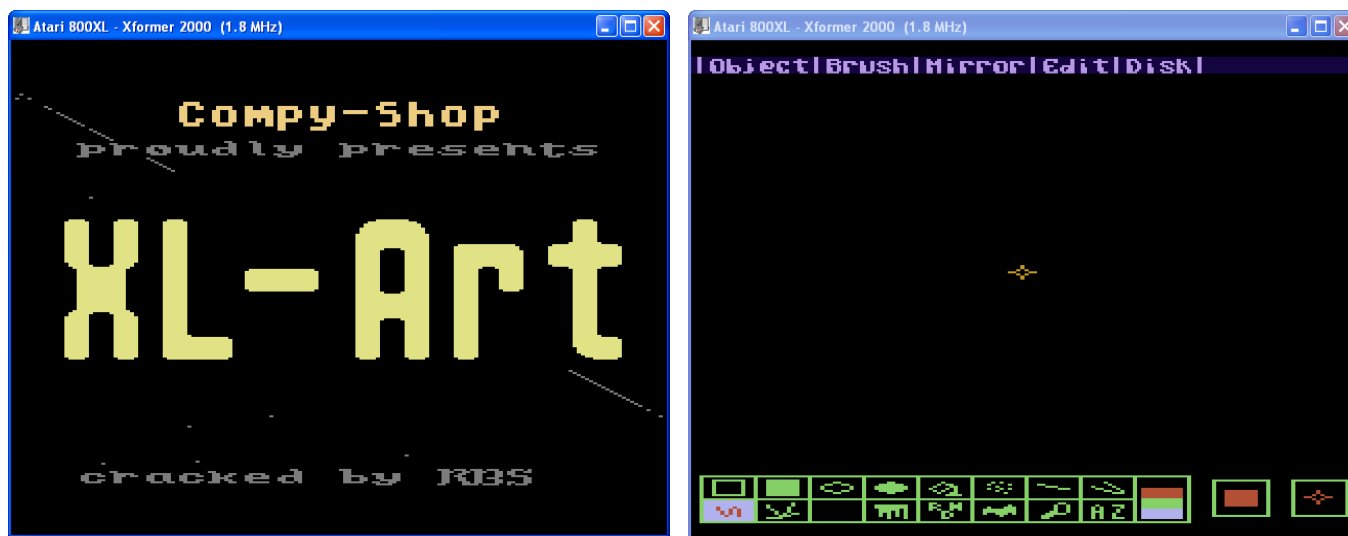 Atari 800XL - Xformer 2000 (1.8 MHz)
Compy-Shop
proudly presents
XL-Art
cracked by RBS
Atari 800XL - Xformer 2000 (1.8 MHz)
|Object|Brush|Mirror|Edit|Disk|
AZ